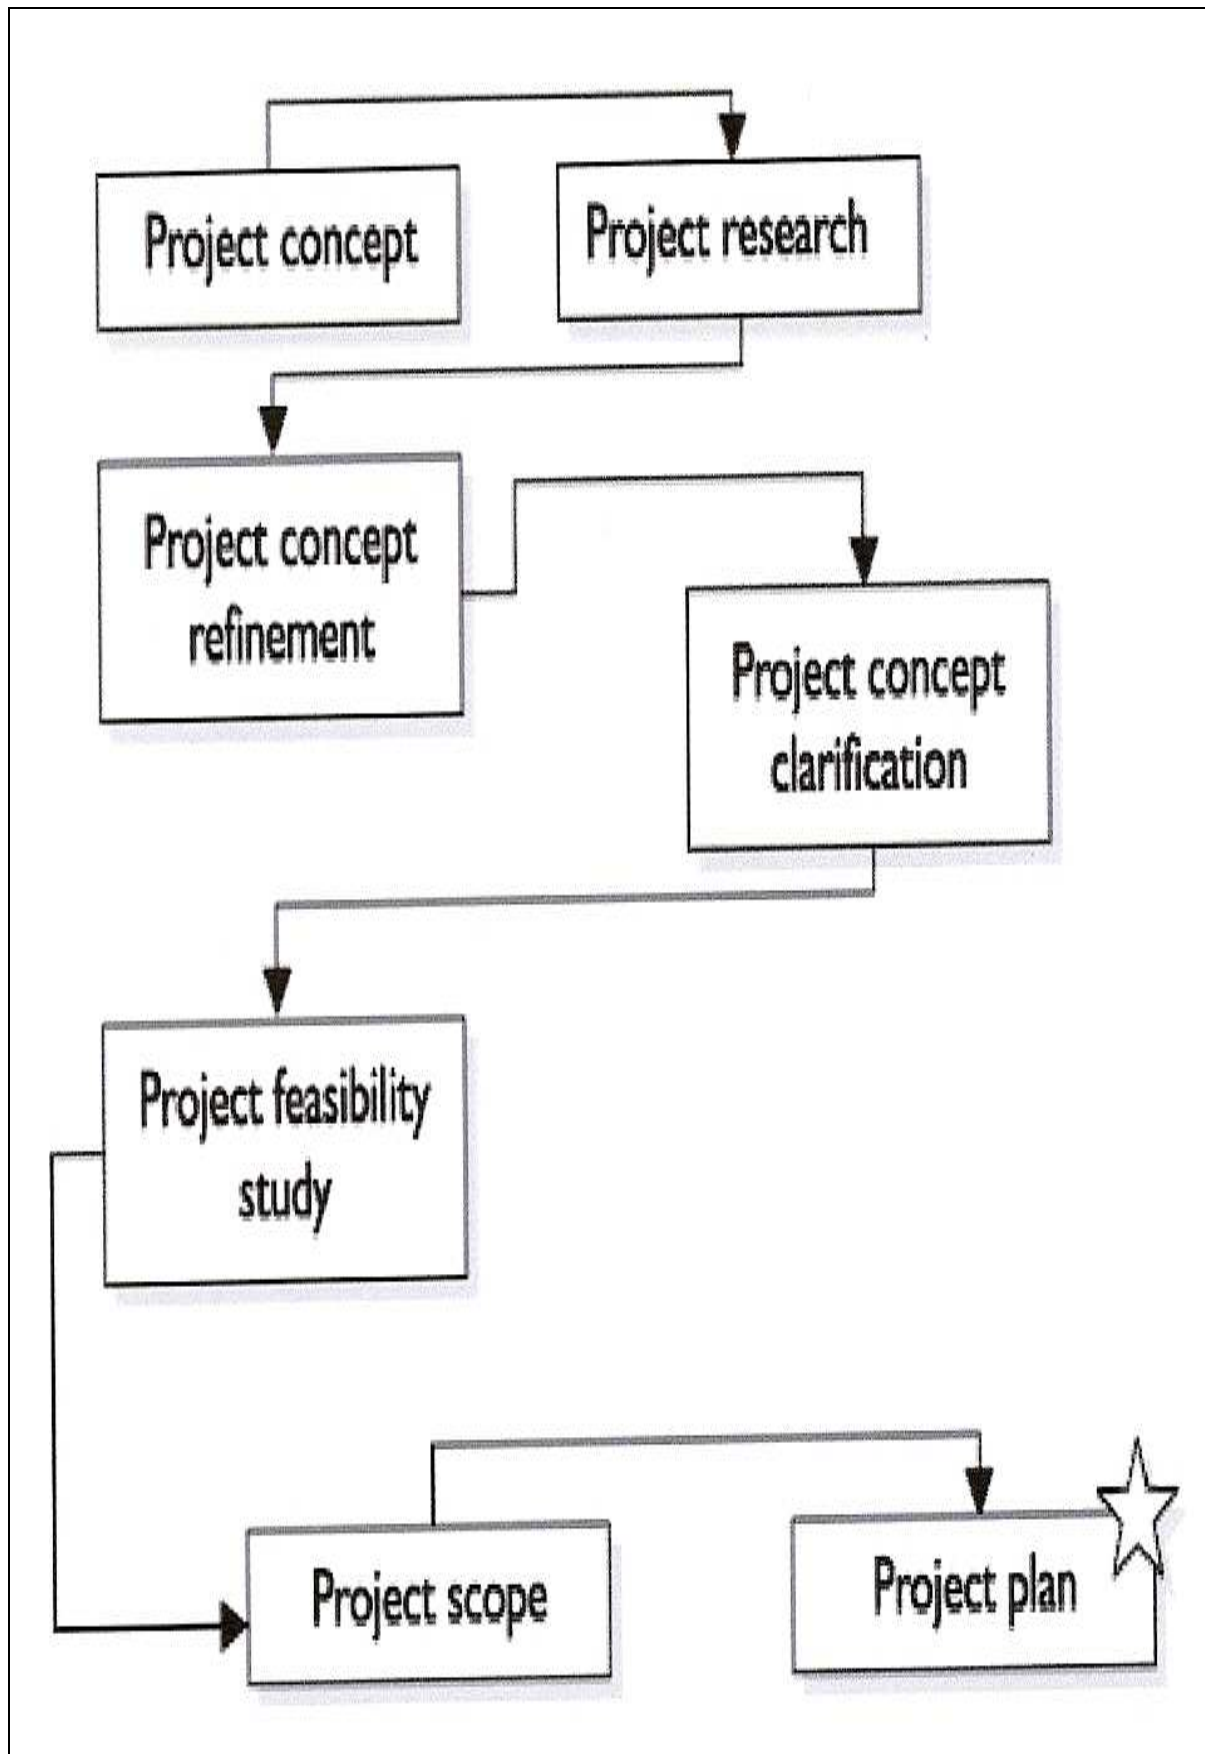 Project concept
Project research
Project concept
refinement
Project concept
clarification
Project feasibility
study
Project scope
Project plan